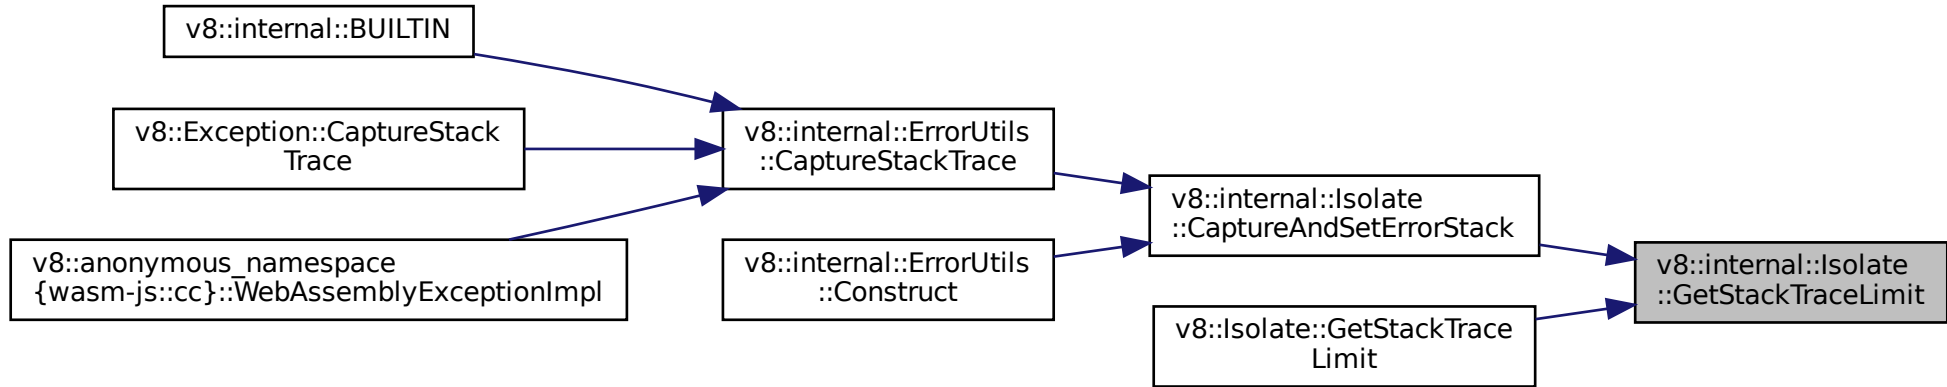 v8::internal::BUILTIN
v8::Exception::CaptureStack
Trace
v8::anonymous_namespace
{wasm-js::cc}::WebAssemblyExceptionImpl
v8::internal::ErrorUtils
::CaptureStackTrace
v8::internal::ErrorUtils
::Construct
v8::internal::Isolate
::CaptureAndSetErrorStack
v8::Isolate::GetStackTrace
Limit
v8::internal::Isolate
::GetStackTraceLimit